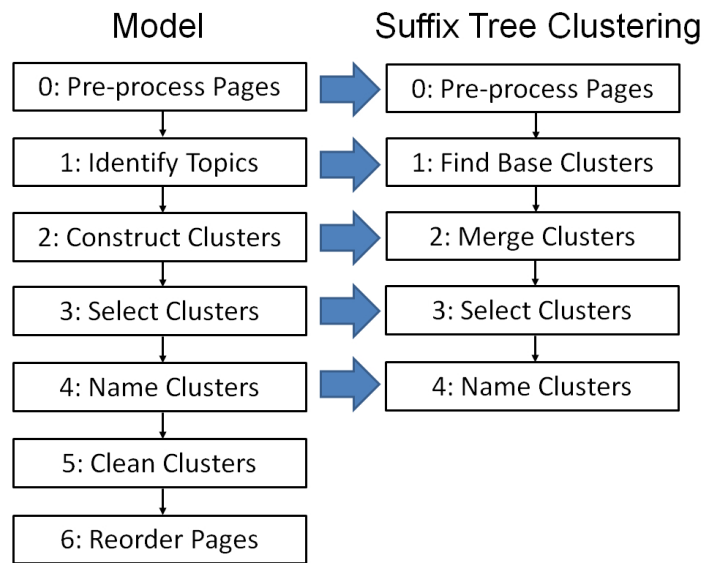 Model
0: Pre-process Pages
1: Identify Topics
2: Construct Clusters
3: Select Clusters
4: Name Clusters
5: Clean Clusters
6: Reorder Pages
Suffix Tree Clustering
0: Pre-process Pages
1: Find Base Clusters
2: Merge Clusters
3: Select Clusters
4: Name Clusters